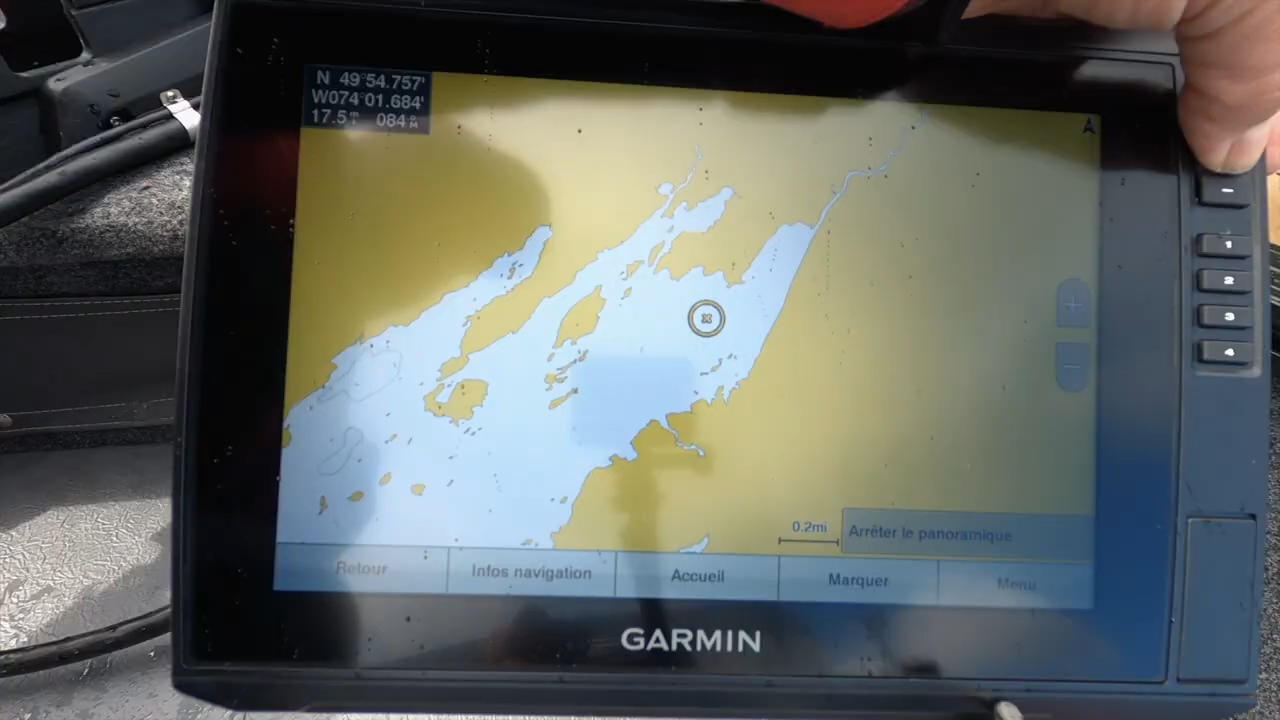 N 49°54.757'
W074°01.684'
17.5 084°M
0.2mi
Arrêter le panoramique
Retour
Infos navigation
Accueil
Marquer
Menu
GARMIN
1
2
3
4